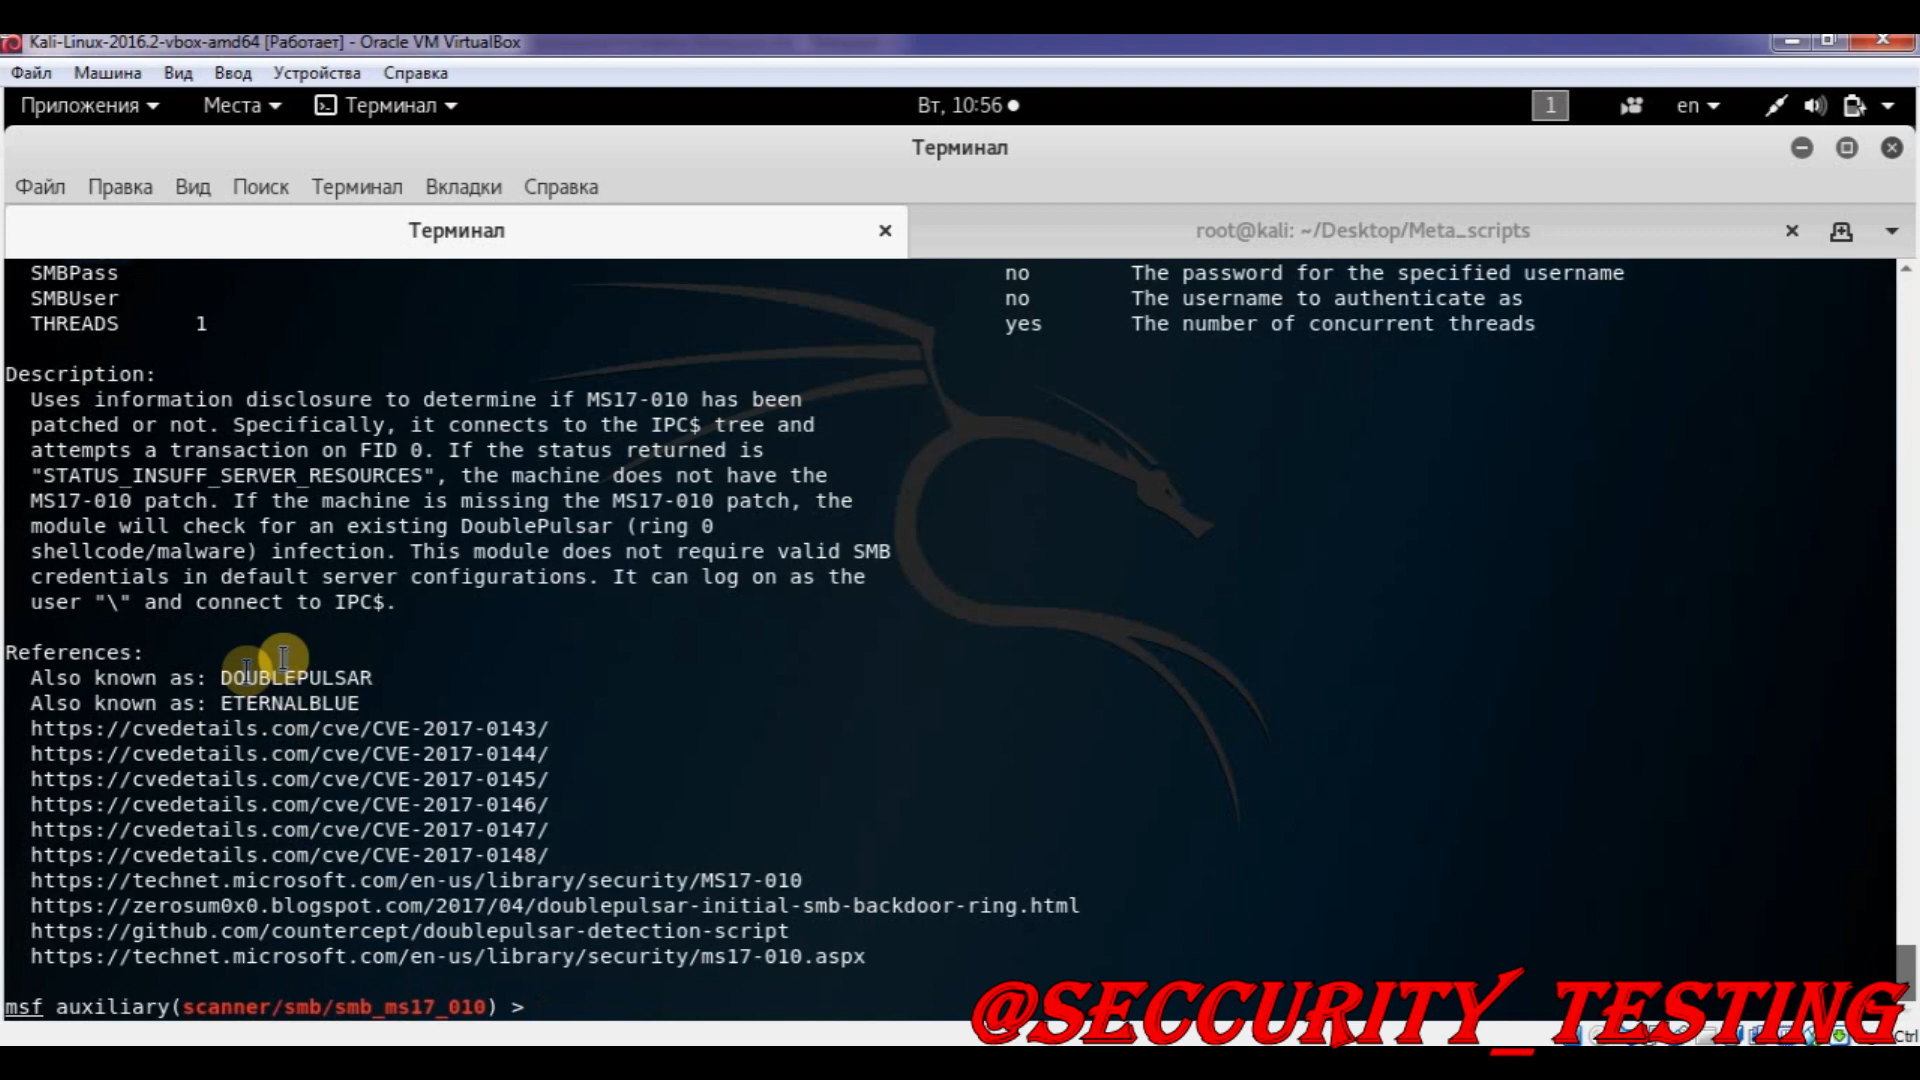 Kali-Linux-2016.2-vbox-amd64 [Работает] - Oracle VM VirtualBox
Файл Машина Вид Ввод Устройства Справка
Приложения Места Терминал Вт, 10:56 1 en
Терминал
Файл Правка Вид Поиск Терминал Вкладки Справка
Терминал root@kali: ~/Desktop/Meta_scripts
SMBPass no The password for the specified username
SMBUser no The username to authenticate as
THREADS 1 yes The number of concurrent threads
Description:
Uses information disclosure to determine if MS17-010 has been
patched or not. Specifically, it connects to the IPC$ tree and
attempts a transaction on FID 0. If the status returned is
"STATUS_INSUFF_SERVER_RESOURCES", the machine does not have the
MS17-010 patch. If the machine is missing the MS17-010 patch, the
module will check for an existing DoublePulsar (ring 0
shellcode/malware) infection. This module does not require valid SMB
credentials in default server configurations. It can log on as the
user "\" and connect to IPC$.
References:
Also known as: DOUBLEPULSAR
Also known as: ETERNALBLUE
https://cvedetails.com/cve/CVE-2017-0143/
https://cvedetails.com/cve/CVE-2017-0144/
https://cvedetails.com/cve/CVE-2017-0145/
https://cvedetails.com/cve/CVE-2017-0146/
https://cvedetails.com/cve/CVE-2017-0147/
https://cvedetails.com/cve/CVE-2017-0148/
https://technet.microsoft.com/en-us/library/security/MS17-010
https://zerosum0x0.blogspot.com/2017/04/doublepulsar-initial-smb-backdoor-ring.html
https://github.com/countercept/doublepulsar-detection-script
https://technet.microsoft.com/en-us/library/security/ms17-010.aspx
msf auxiliary(scanner/smb/smb_ms17_010) >
@SECCURITY_TESTING
Ctrl